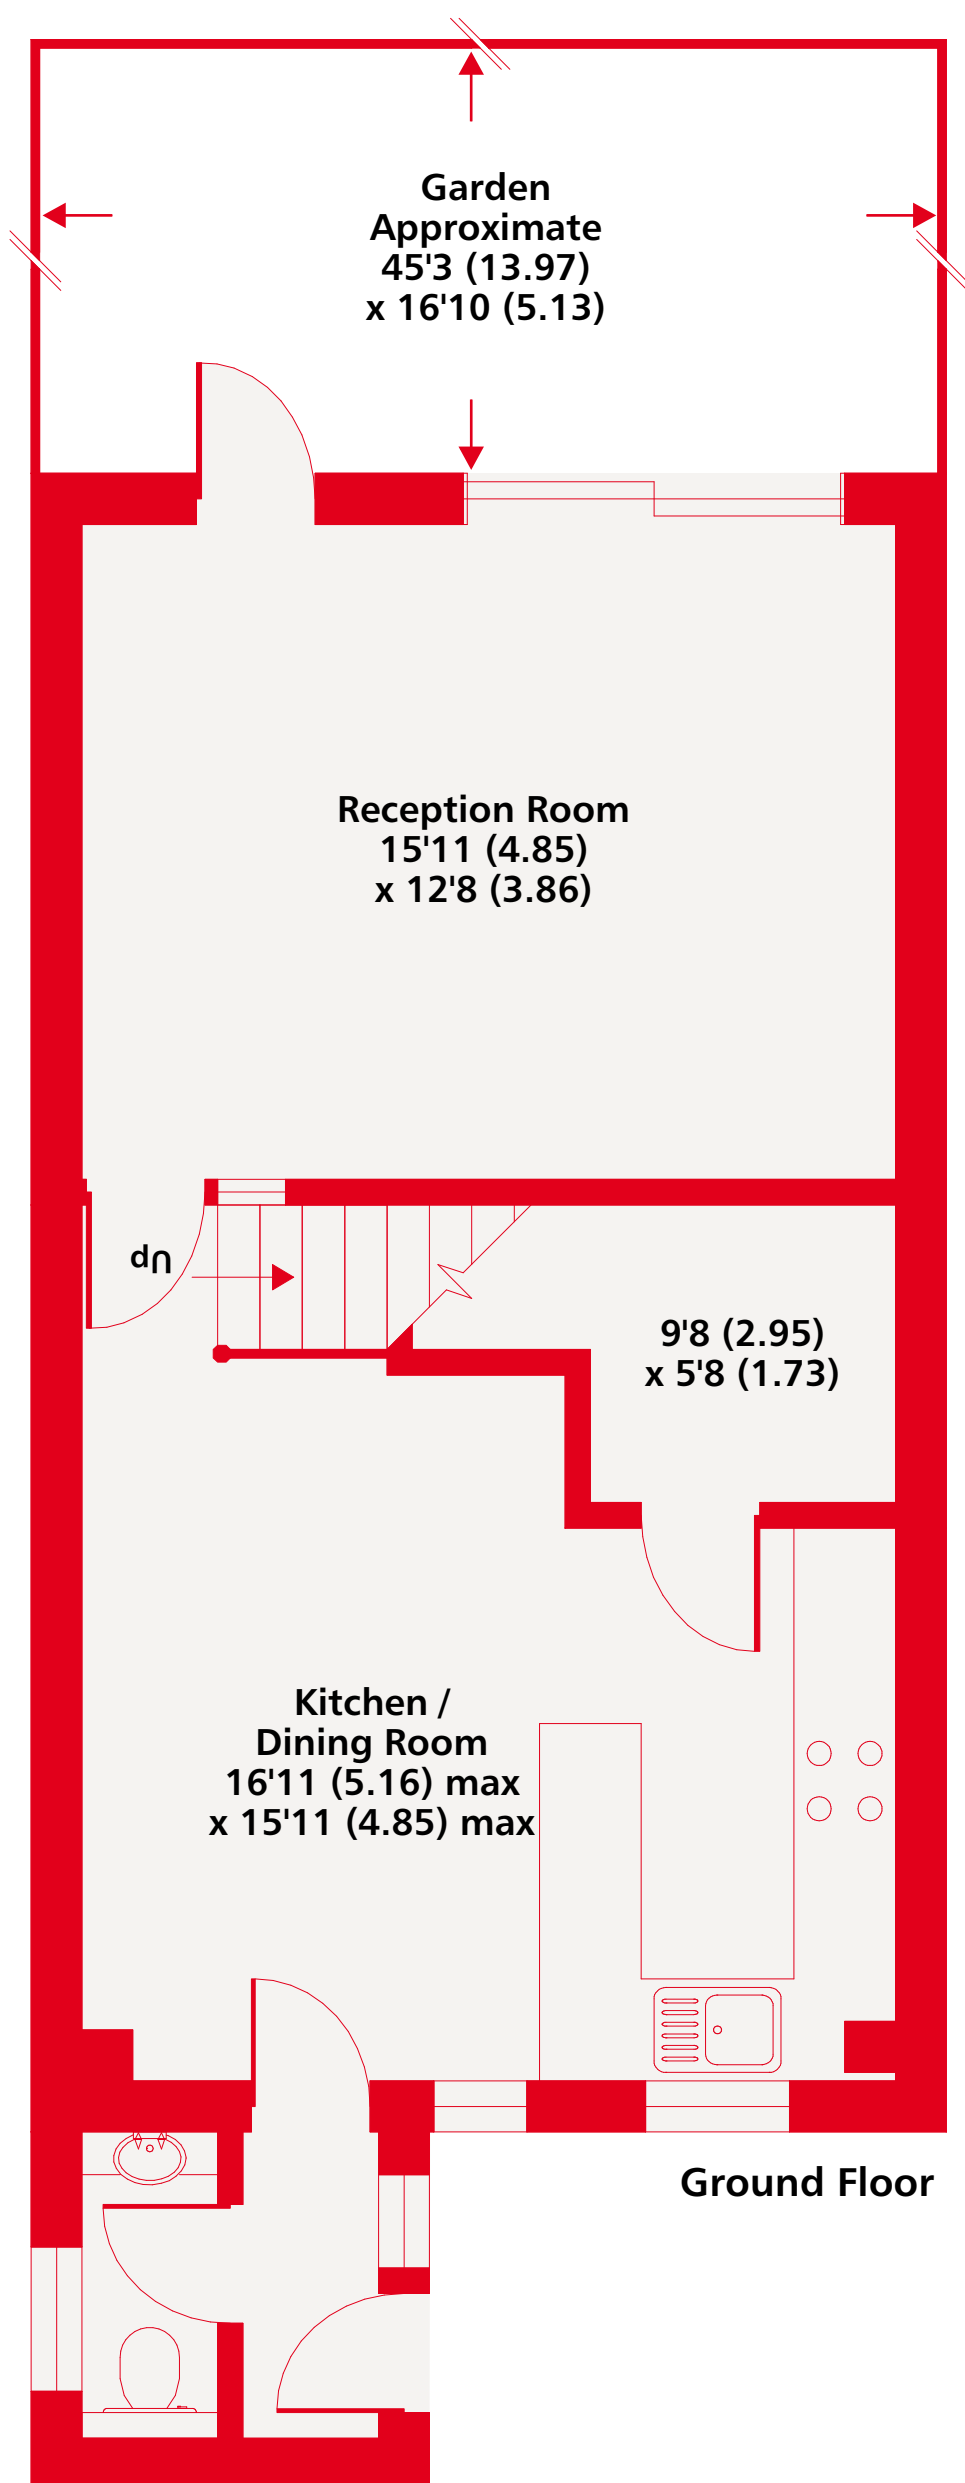 Garden
Approximate
45'3 (13.97)
x 16'10 (5.13)
Reception Room
15'11 (4.85)
x 12'8 (3.86)
Up
9'8 (2.95)
x 5'8 (1.73)
Kitchen /
Dining Room
16'11 (5.16) max
x 15'11 (4.85) max
Ground Floor